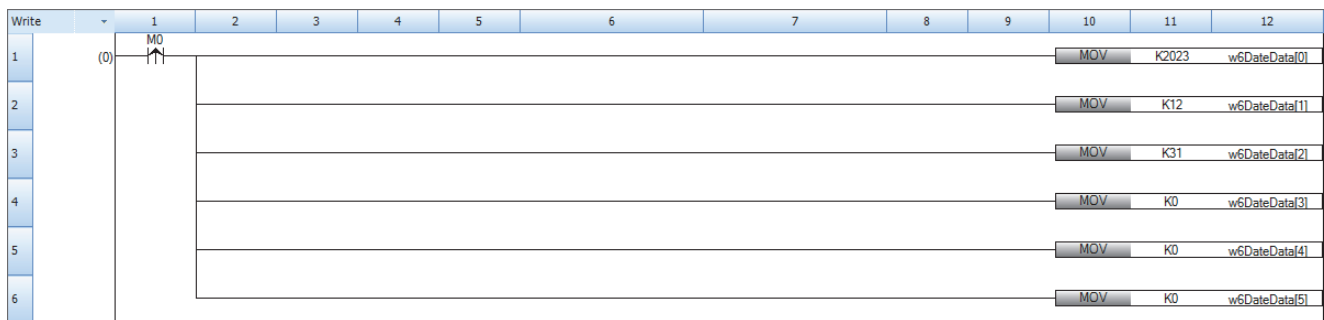 Write 1 2 3 4 5 6 7 8 9 10 11 12
M0
1 (0) MOV K2023 w6DateData[0]
2 MOV K12 w6DateData[1]
3 MOV K31 w6DateData[2]
4 MOV K0 w6DateData[3]
5 MOV K0 w6DateData[4]
6 MOV K0 w6DateData[5]